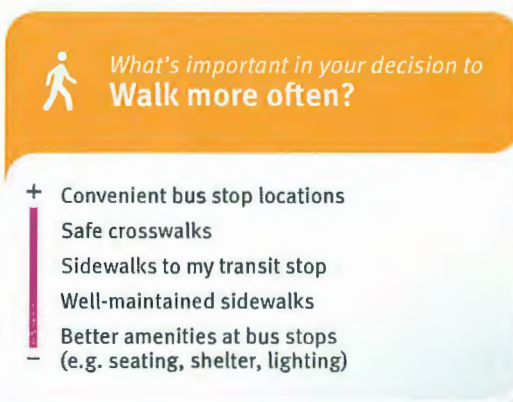 What's important in your decision to
Walk more often?
+ Convenient bus stop locations
Safe crosswalks
Sidewalks to my transit stop
Well-maintained sidewalks
Better amenities at bus stops
– (e.g. seating, shelter, lighting)